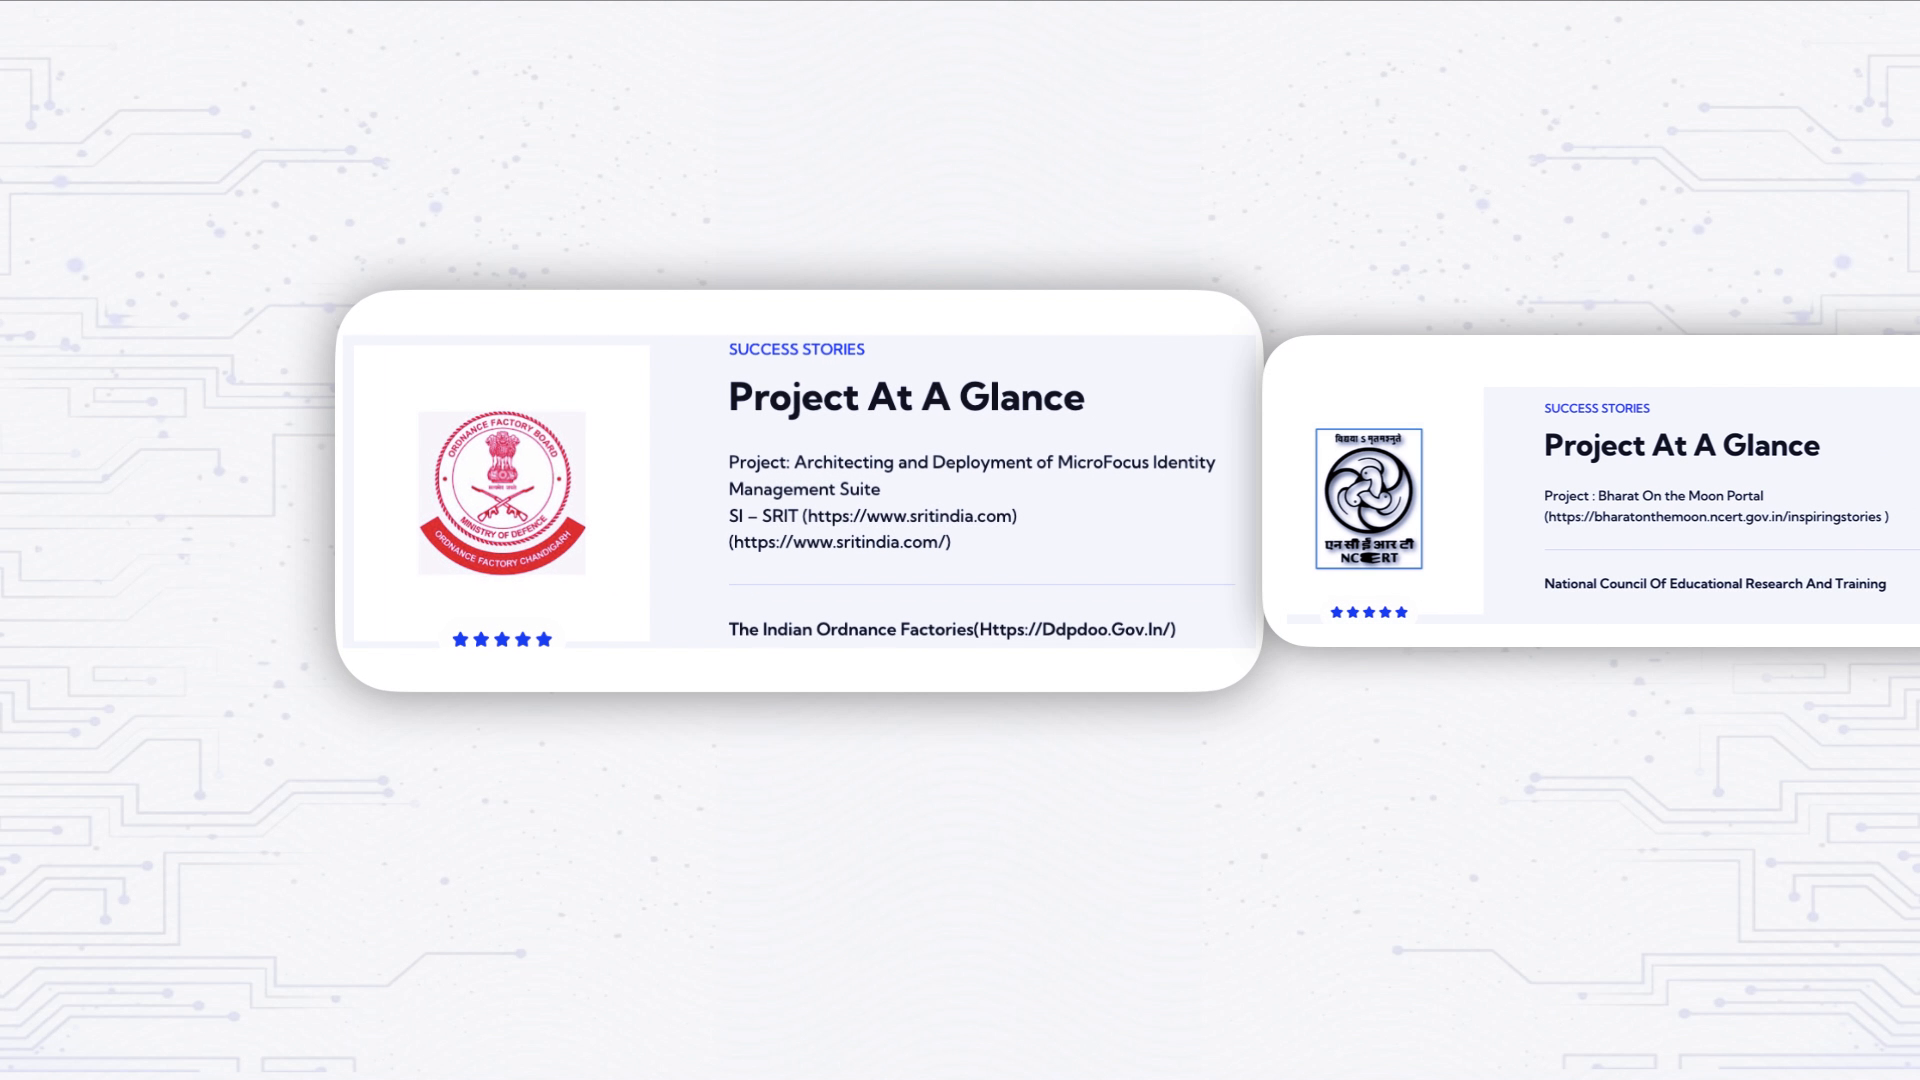 ORDNANCE FACTORY BOARD
MINISTRY OF DEFENCE
ORDNANCE FACTORY CHANDIGARH
SUCCESS STORIES
Project At A Glance
Project: Architecting and Deployment of MicroFocus Identity
Management Suite
SI – SRIT (https://www.sritindia.com)
(https://www.sritindia.com/)
The Indian Ordnance Factories(Https://Ddpdoo.Gov.In/)
एन सी ई आर टी
NCERT
SUCCESS STORIES
Project At A Glance
Project : Bharat On the Moon Portal
(https://bharatonthemoon.ncert.gov.in/inspiringstories )
National Council Of Educational Research And Training